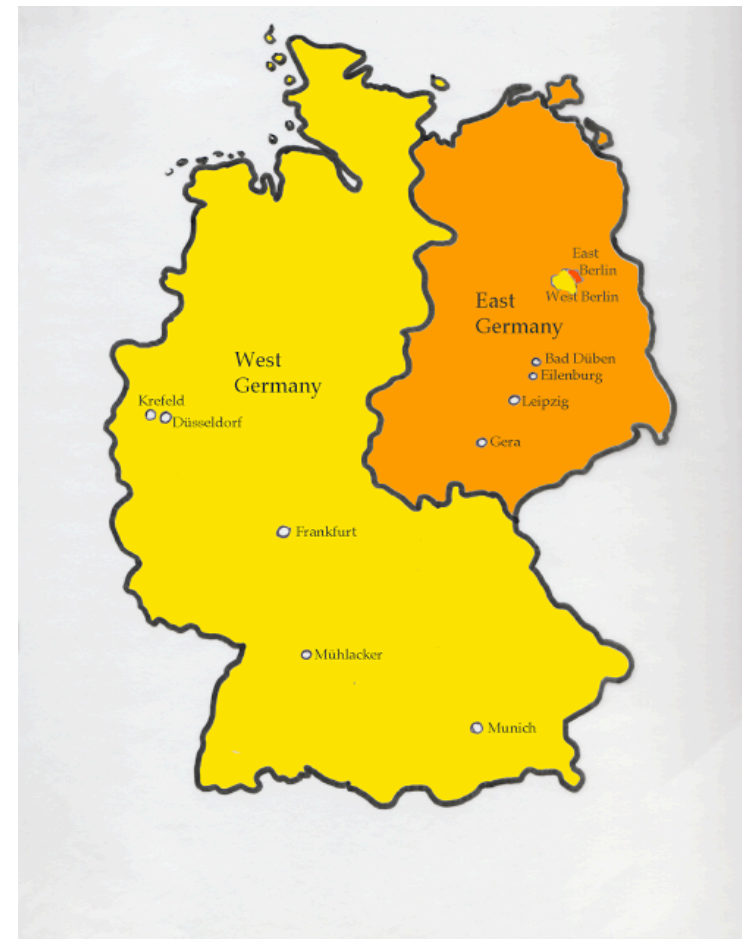 East
Berlin
West Berlin
East
Germany
West
Germany
Bad Düben
Eilenburg
Leipzig
Krefeld
Düsseldorf
Gera
Frankfurt
Mühlacker
Munich